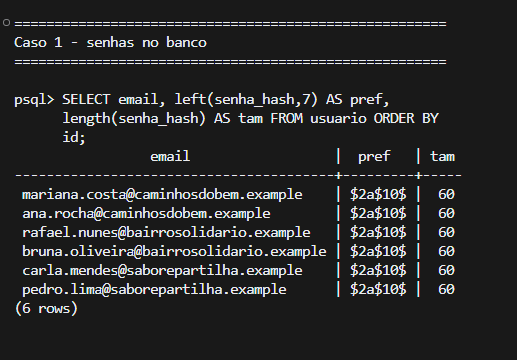 ====================================================
Caso 1 - senhas no banco
====================================================
psql> SELECT email, left(senha_hash,7) AS pref,
length(senha_hash) AS tam FROM usuario ORDER BY
id;
email | pref | tam
---------------------------------------+---------+-----
mariana.costa@caminhosdobem.example | $2a$10$ | 60
ana.rocha@caminhosdobem.example | $2a$10$ | 60
rafael.nunes@bairrosolidario.example | $2a$10$ | 60
bruna.oliveira@bairrosolidario.example | $2a$10$ | 60
carla.mendes@saborepartilha.example | $2a$10$ | 60
pedro.lima@saborepartilha.example | $2a$10$ | 60
(6 rows)